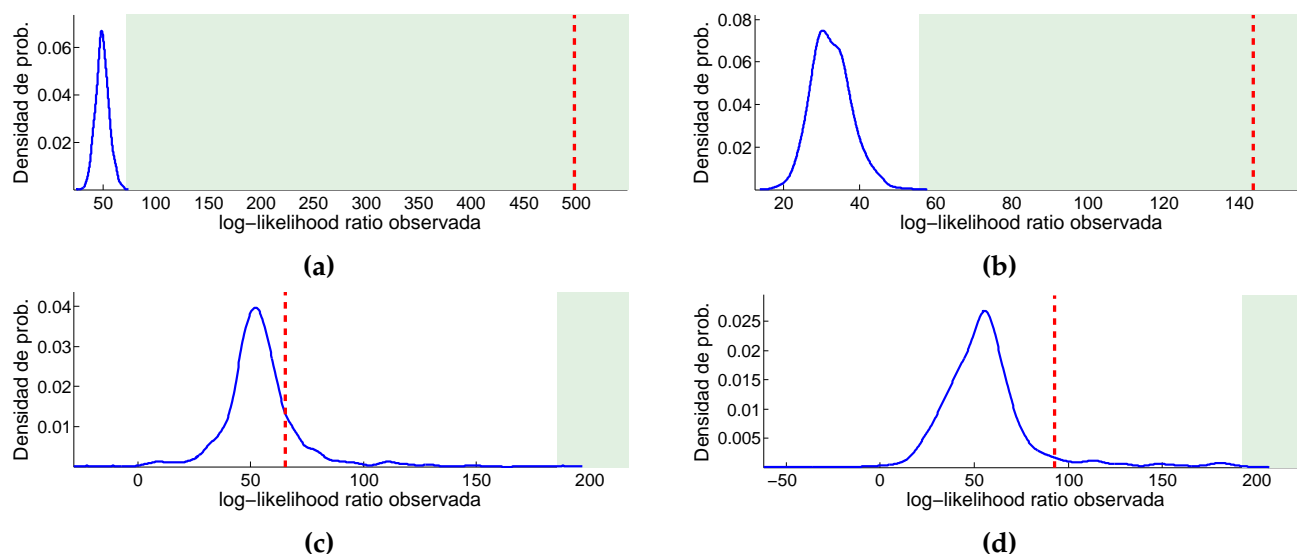 Densidad de prob.
0.06
0.04
0.02
50 100 150 200 250 300 350 400 450 500
log–likelihood ratio observada
(a)
Densidad de prob.
0.08
0.06
0.04
0.02
20 40 60 80 100 120 140
log–likelihood ratio observada
(b)
Densidad de prob.
0.04
0.03
0.02
0.01
0 50 100 150 200
log–likelihood ratio observada
(c)
Densidad de prob.
0.025
0.02
0.015
0.01
0.005
−50 0 50 100 150 200
log–likelihood ratio observada
(d)